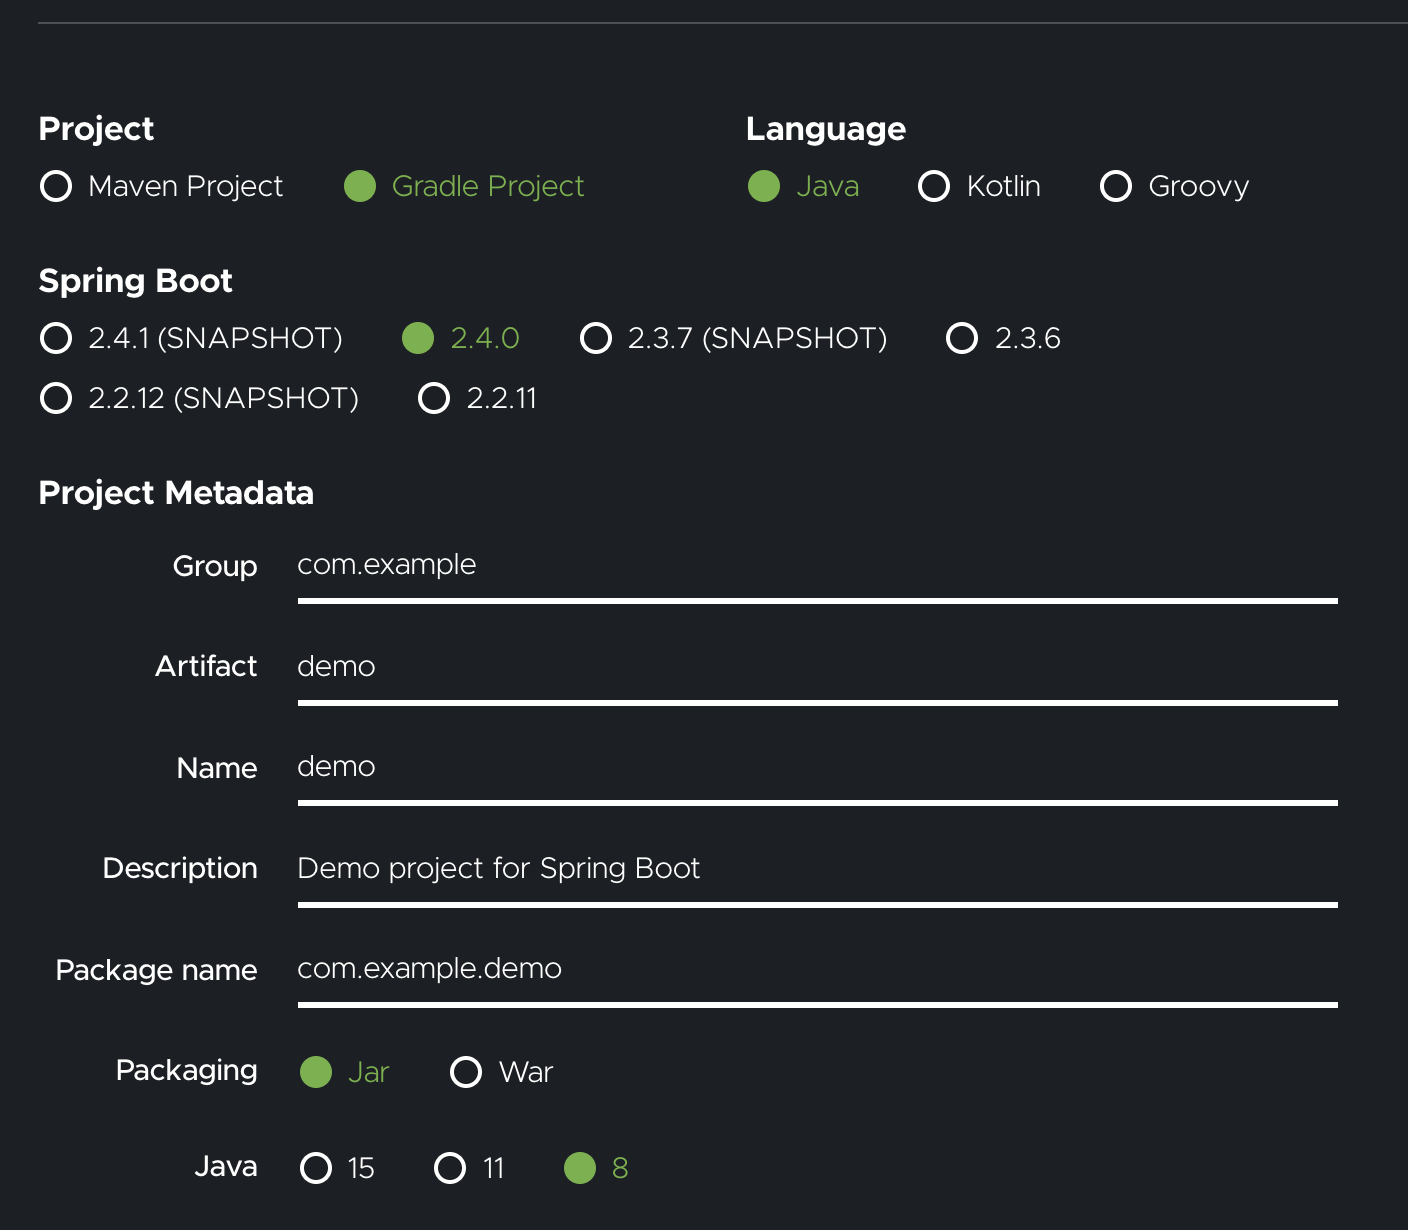 Project
Maven Project Gradle Project
Language
Java Kotlin Groovy
Spring Boot
2.4.1 (SNAPSHOT) 2.4.0 2.3.7 (SNAPSHOT) 2.3.6
2.2.12 (SNAPSHOT) 2.2.11
Project Metadata
Group com.example
Artifact demo
Name demo
Description Demo project for Spring Boot
Package name com.example.demo
Packaging Jar War
Java 15 11 8